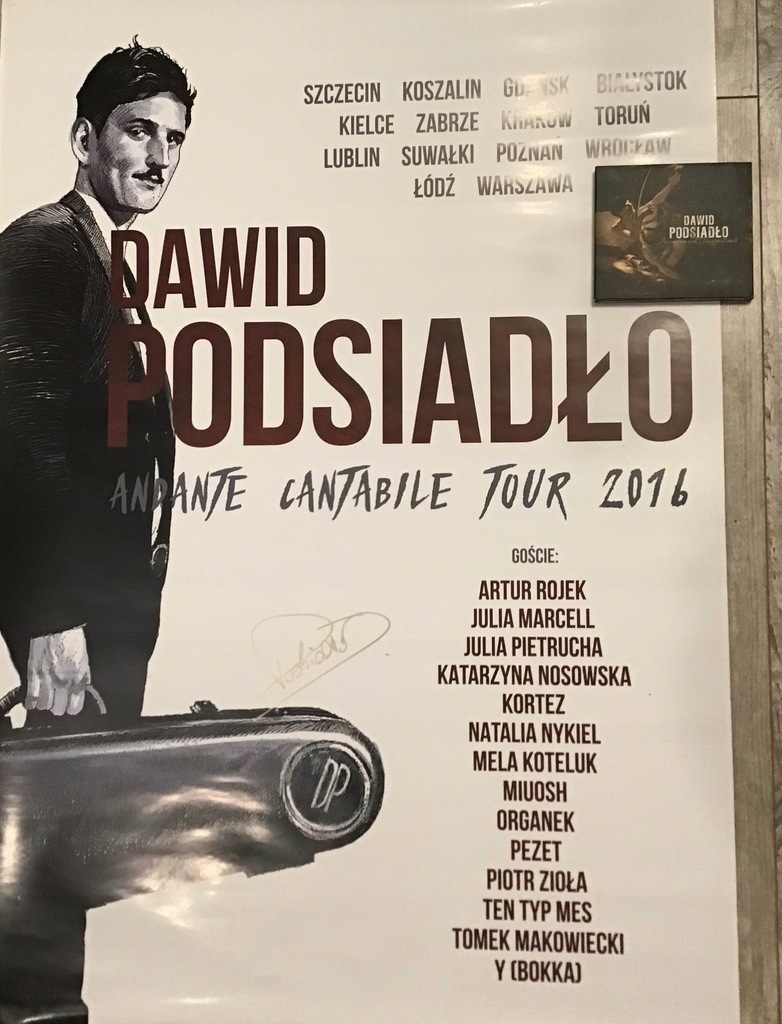 SZCZECIN KOSZALIN GDAŃSK BIAŁYSTOK
KIELCE ZABRZE KRAKÓW TORUŃ
LUBLIN SUWAŁKI POZNAŃ WROCŁAW
ŁÓDŹ WARSZAWA
DAWID
PODSIADŁO
DAWID
PODSIADŁO
ANDANTE CANTABILE TOUR 2016
GOŚCIE:
ARTUR ROJEK
JULIA MARCELL
JULIA PIETRUCHA
KATARZYNA NOSOWSKA
KORTEZ
NATALIA NYKIEL
MELA KOTELUK
MIUOSH
ORGANEK
PEZET
PIOTR ZIOŁA
TEN TYP MES
TOMEK MAKOWIECKI
Y (BOKKA)
Podsiadło
DP